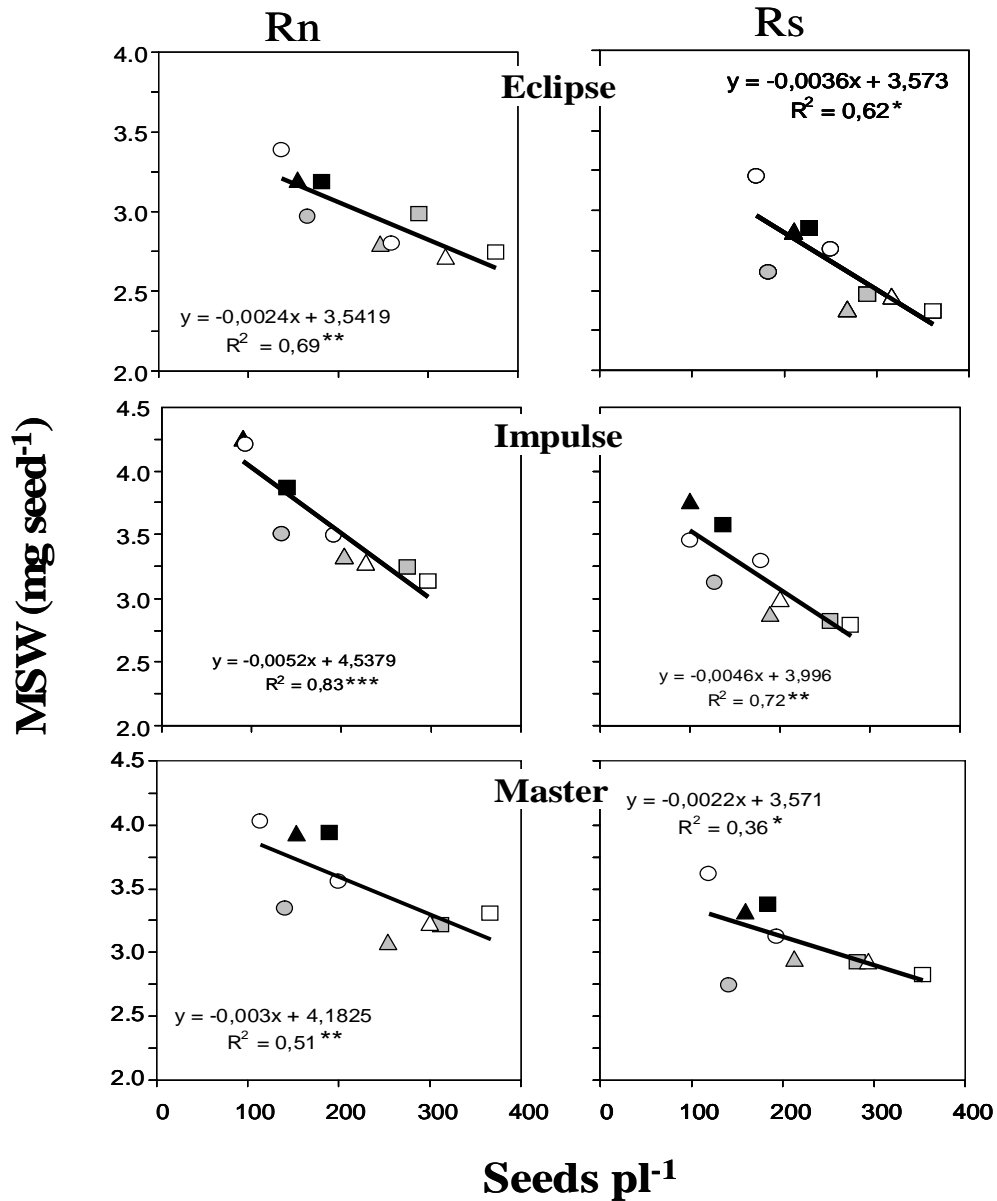 Rn
Rs
Eclipse
4.0
3.5
3.0
2.5
2.0
y = -0,0024x + 3,5419
R² = 0,69**
y = -0,0036x + 3,573
R² = 0,62*
Impulse
4.5
4.0
3.5
3.0
2.5
2.0
y = -0,0052x + 4,5379
R² = 0,83***
y = -0,0046x + 3,996
R² = 0,72**
Master
4.5
4.0
3.5
3.0
2.5
2.0
y = -0,003x + 4,1825
R² = 0,51**
y = -0,0022x + 3,571
R² = 0,36*
0 100 200 300 400
0 100 200 300 400
MSW (mg seed⁻¹)
Seeds pl⁻¹